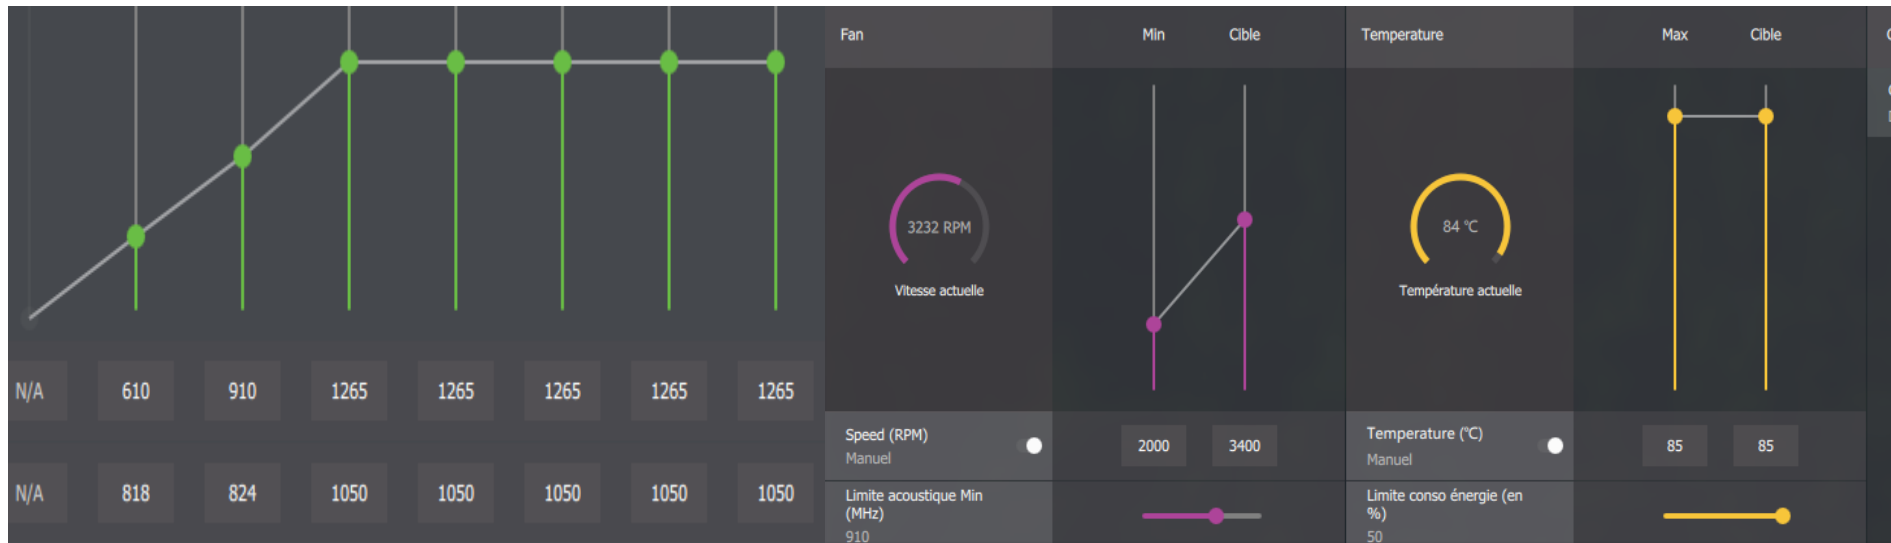 N/A 610 910 1265 1265 1265 1265 1265
N/A 818 824 1050 1050 1050 1050 1050
Fan Min Cible
3232 RPM
Vitesse actuelle
Speed (RPM)
Manuel
2000 3400
Limite acoustique Min
(MHz)
910
Temperature Max Cible
84 °C
Température actuelle
Temperature (°C)
Manuel
85 85
Limite conso énergie (en
%)
50